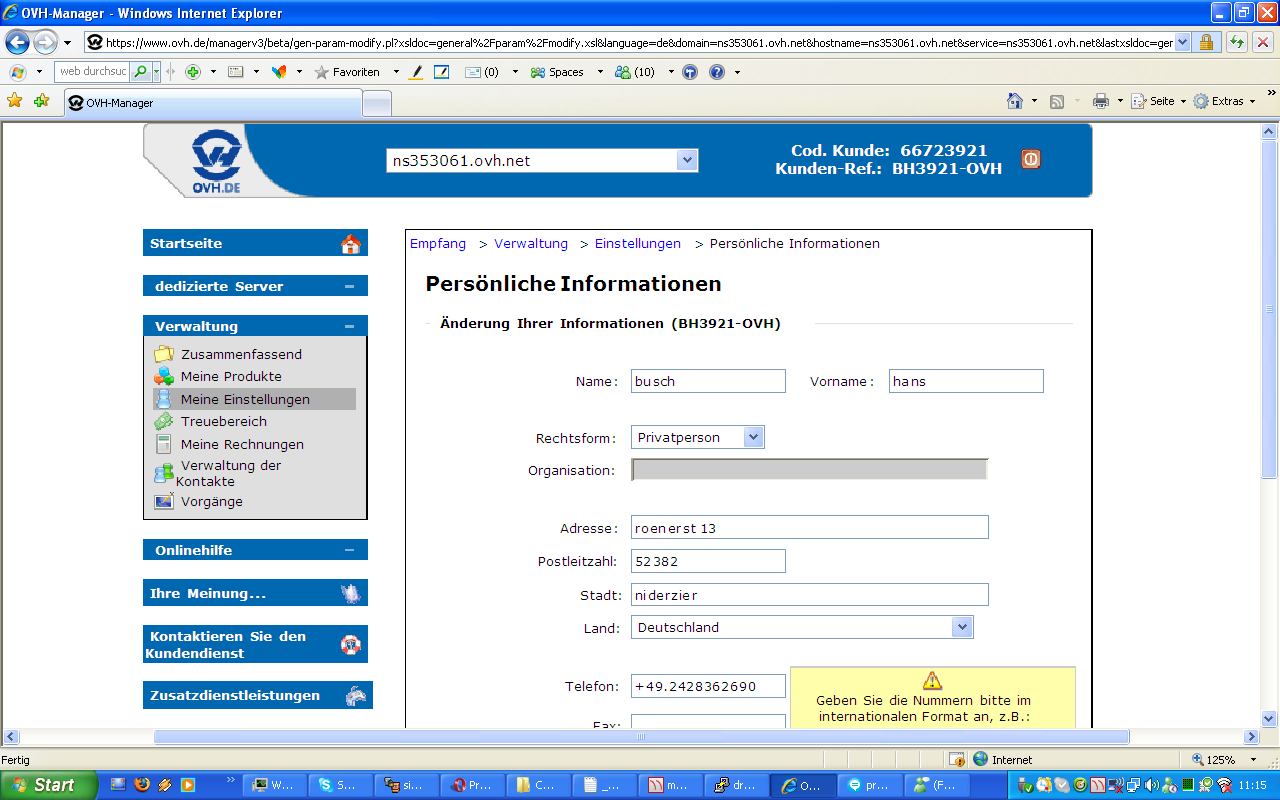 OVH-Manager - Windows Internet Explorer
https://www.ovh.de/managerv3/beta/gen-param-modify.pl?xsldoc=general%2Fparam%2Fmodify.xsl&language=de&domain=ns353061.ovh.net&hostname=ns353061.ovh.net&service=ns353061.ovh.net&lastxsldoc=ger
web durchsuc
Favoriten
(0)
Spaces
(10)
OVH-Manager
Seite
Extras
OVH.DE
ns353061.ovh.net
Cod. Kunde: 66723921
Kunden-Ref.: BH3921-OVH
Startseite
dedizierte Server
Verwaltung
Zusammenfassend
Meine Produkte
Meine Einstellungen
Treuebereich
Meine Rechnungen
Verwaltung der
Kontakte
Vorgänge
Onlinehilfe
Ihre Meinung...
Kontaktieren Sie den
Kundendienst
Zusatzdienstleistungen
Empfang > Verwaltung > Einstellungen > Persönliche Informationen
Persönliche Informationen
Änderung Ihrer Informationen (BH3921-OVH)
Name: busch Vorname: hans
Rechtsform: Privatperson
Organisation:
Adresse: roenerst 13
Postleitzahl: 52382
Stadt: niderzier
Land: Deutschland
Telefon: +49.2428362690
Geben Sie die Nummern bitte im
internationalen Format an, z.B.:
Fax:
Fertig
Internet
125%
Start
W...
S...
si...
Pr...
C...
_...
m...
dr...
O...
pr...
(F...
11:15